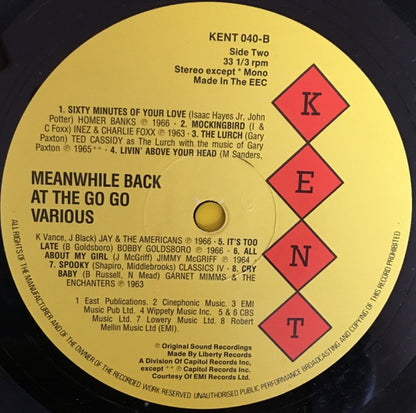 KENT 040-B
Side Two
33 1/3 rpm
Stereo except * Mono
Made In The EEC
1. SIXTY MINUTES OF YOUR LOVE (Isaac Hayes Jr, John
Potter) HOMER BANKS ℗ 1966 - 2. MOCKINGBIRD (I &
C Foxx) INEZ & CHARLIE FOXX ℗ 1963 - 3. THE LURCH (Gary
Paxton) TED CASSIDY as The Lurch with the music of Gary
Paxton ℗ 1965++ - 4. LIVIN' ABOVE YOUR HEAD (M Sanders,
MEANWHILE BACK
AT THE GO GO
VARIOUS
K Vance, J Black) JAY & THE AMERICANS ℗ 1966 - 5. IT'S TOO
LATE (B Goldsboro) BOBBY GOLDSBORO ℗ 1966 - 6. ALL
ABOUT MY GIRL (J McGriff) JIMMY McGRIFF ℗ 1964 -
7. SPOOKY (Shapiro, Middlebrooks) CLASSICS IV - 8. CRY
BABY (B Russell, N Mead) GARNET MIMMS & THE
ENCHANTERS ℗ 1963
1 East Publications. 2 Cinephonic Music. 3 EMI
Music Pub Ltd. 4 Wippety Music Inc. 5 & 6 CBS
Music Ltd. 7 Lowery Music Ltd. 8 Robert
Mellin Music Ltd (EMI).
℗ Original Sound Recordings
Made By Liberty Records
A Division Of Capitol Records Inc.
except ++ ℗ Capitol Records Inc.
Courtesy Of EMI Records Ltd.
KENT
ALL RIGHTS OF THE MANUFACTURER AND OF THE OWNER OF THE RECORDED WORK RESERVED UNAUTHORISED PUBLIC PERFORMANCE BROADCASTING AND COPYING OF THIS RECORD PROHIBITED